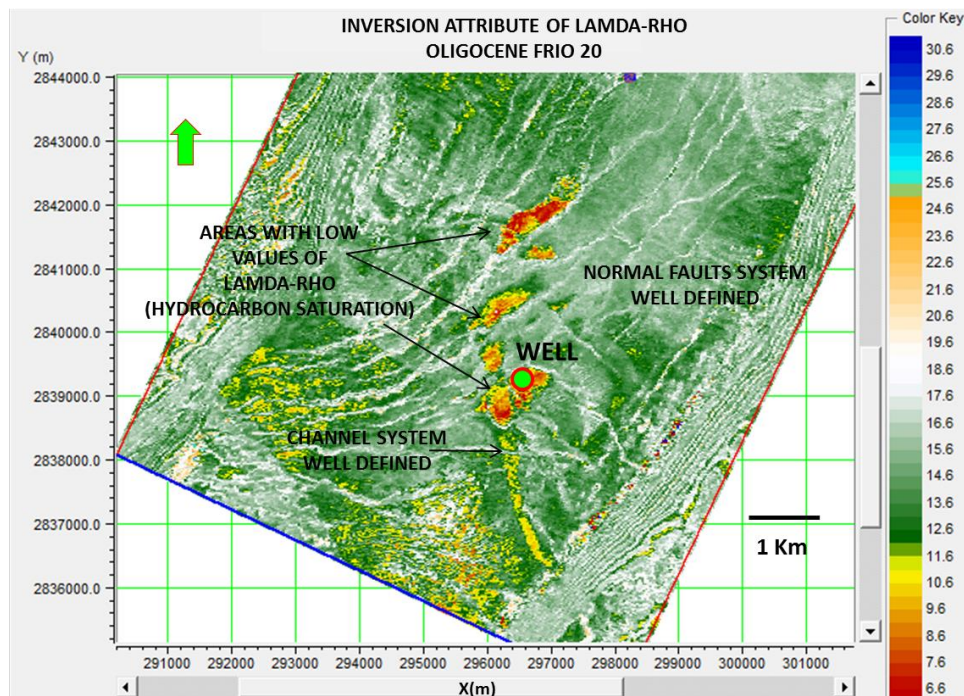 INVERSION ATTRIBUTE OF LAMDA-RHO
OLIGOCENE FRIO 20
Color Key
Y (m)
2844000.0
2843000.0
2842000.0
2841000.0
2840000.0
2839000.0
2838000.0
2837000.0
2836000.0
AREAS WITH LOW
VALUES OF
LAMDA-RHO
(HYDROCARBON SATURATION)
NORMAL FAULTS SYSTEM
WELL DEFINED
WELL
CHANNEL SYSTEM
WELL DEFINED
1 Km
30.6
29.6
28.6
27.6
26.6
25.6
24.6
23.6
22.6
21.6
20.6
19.6
18.6
17.6
16.6
15.6
14.6
13.6
12.6
11.6
10.6
9.6
8.6
7.6
6.6
291000 292000 293000 294000 295000 296000 297000 298000 299000 300000 301000
X(m)